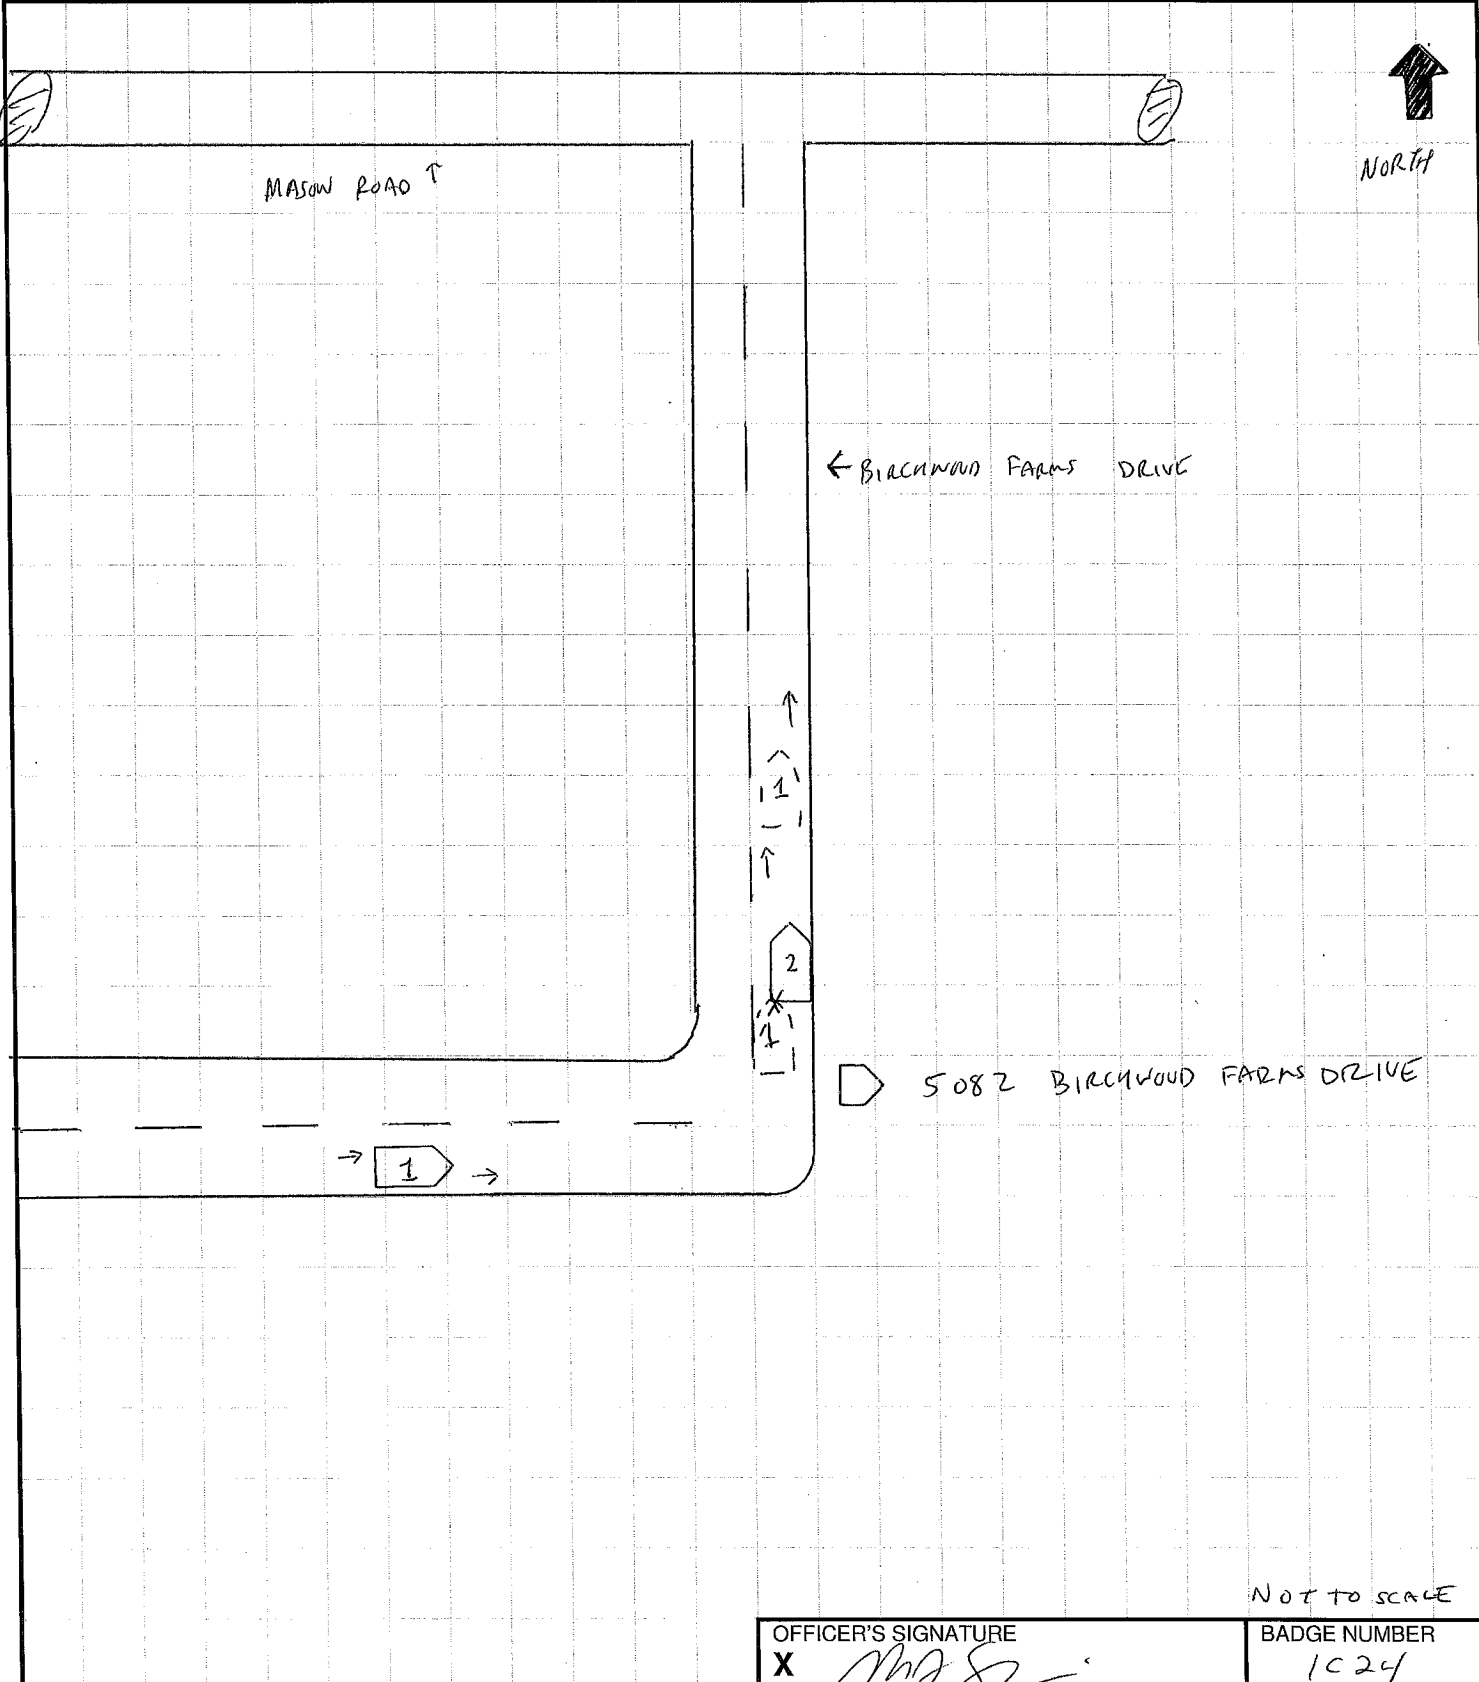 NORTH
MASON ROAD ↑
← BIRCHWOOD FARMS DRIVE
1
1
2
1
5082 BIRCHWOOD FARMS DRIVE
1
NOT TO SCALE
OFFICER'S SIGNATURE
X
BADGE NUMBER
1C24